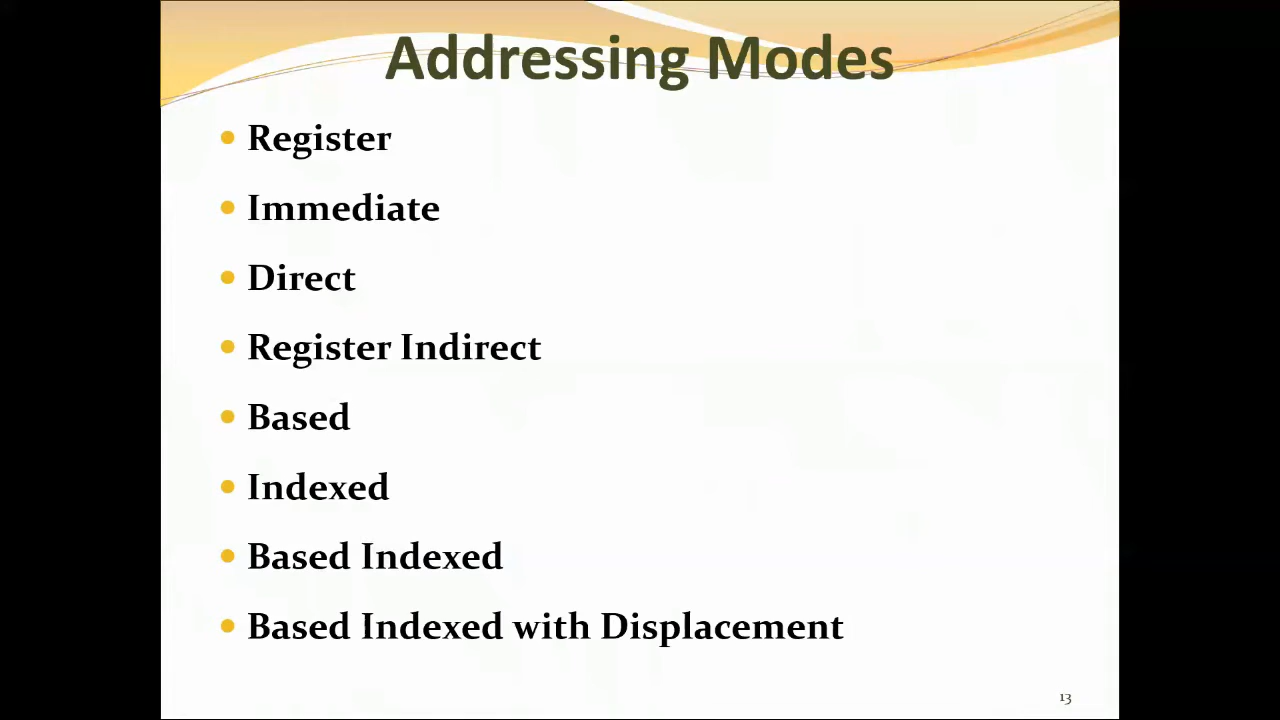 Addressing Modes
• Register
• Immediate
• Direct
• Register Indirect
• Based
• Indexed
• Based Indexed
• Based Indexed with Displacement
13